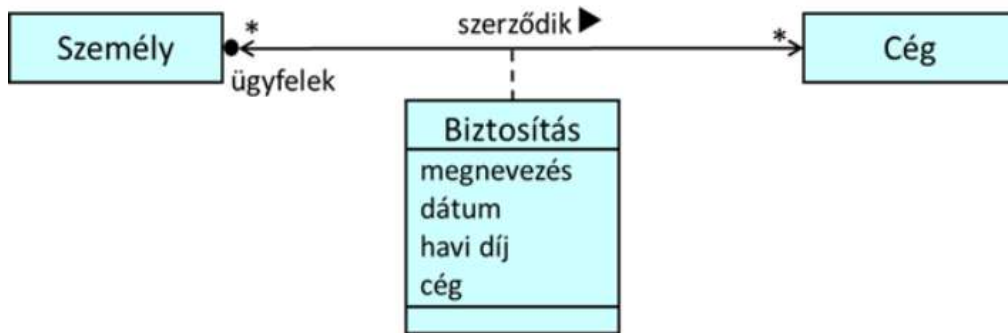 Személy
*
szerződik ▶
*
Cég
ügyfelek
Biztosítás
megnevezés
dátum
havi díj
cég